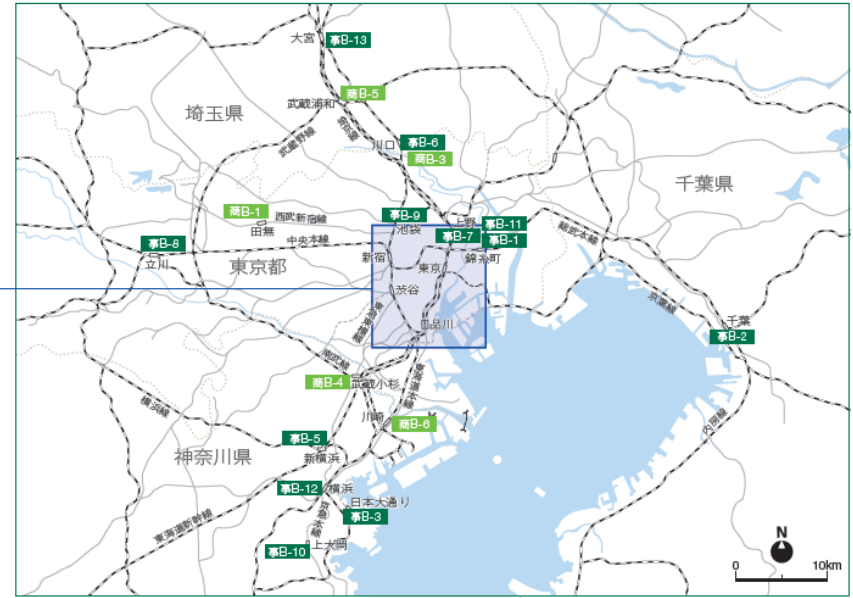 大宮
事B-13
商B-5
武蔵浦和
埼玉県
埼京線
武蔵野線
川口
事B-6
商B-3
千葉県
商B-1
西武新宿線
田無
事B-9
池袋
上野
事B-11
事B-7
事B-1
事B-8
立川
中央本線
新宿
東京
錦糸町
総武本線
東京都
渋谷
京葉線
品川
千葉
事B-2
南武線
商B-4
武蔵小杉
東海道本線
横浜線
川崎
商B-6
内房線
事B-5
新横浜
神奈川県
事B-12
横浜
日本大通り
事B-3
東海道新幹線
京急本線
事B-10
上大岡
N
0
10km